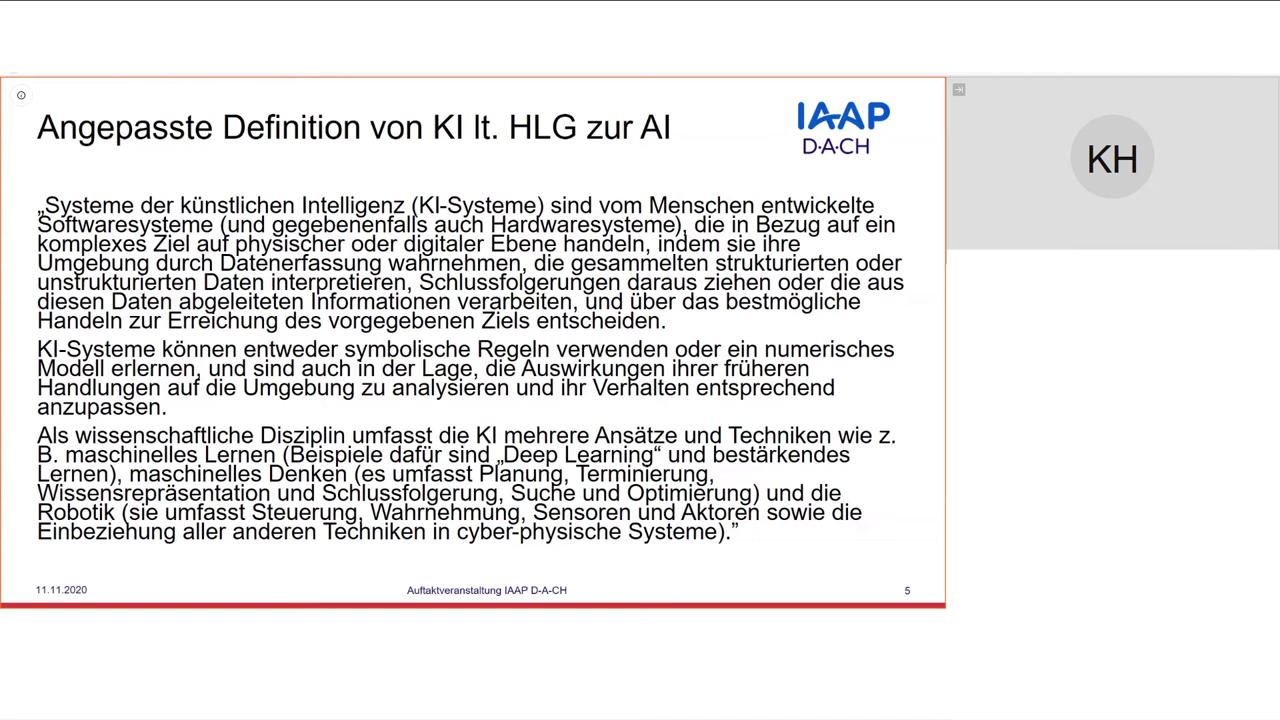 Angepasste Definition von KI lt. HLG zur AI
IAAP
D·A·CH
KH
„Systeme der künstlichen Intelligenz (KI-Systeme) sind vom Menschen entwickelte
Softwaresysteme (und gegebenenfalls auch Hardwaresysteme), die in Bezug auf ein
komplexes Ziel auf physischer oder digitaler Ebene handeln, indem sie ihre
Umgebung durch Datenerfassung wahrnehmen, die gesammelten strukturierten oder
unstrukturierten Daten interpretieren, Schlussfolgerungen daraus ziehen oder die aus
diesen Daten abgeleiteten Informationen verarbeiten, und über das bestmögliche
Handeln zur Erreichung des vorgegebenen Ziels entscheiden.
KI-Systeme können entweder symbolische Regeln verwenden oder ein numerisches
Modell erlernen, und sind auch in der Lage, die Auswirkungen ihrer früheren
Handlungen auf die Umgebung zu analysieren und ihr Verhalten entsprechend
anzupassen.
Als wissenschaftliche Disziplin umfasst die KI mehrere Ansätze und Techniken wie z.
B. maschinelles Lernen (Beispiele dafür sind „Deep Learning“ und bestärkendes
Lernen), maschinelles Denken (es umfasst Planung, Terminierung,
Wissensrepräsentation und Schlussfolgerung, Suche und Optimierung) und die
Robotik (sie umfasst Steuerung, Wahrnehmung, Sensoren und Aktoren sowie die
Einbeziehung aller anderen Techniken in cyber-physische Systeme).”
11.11.2020
Auftaktveranstaltung IAAP D-A-CH
5